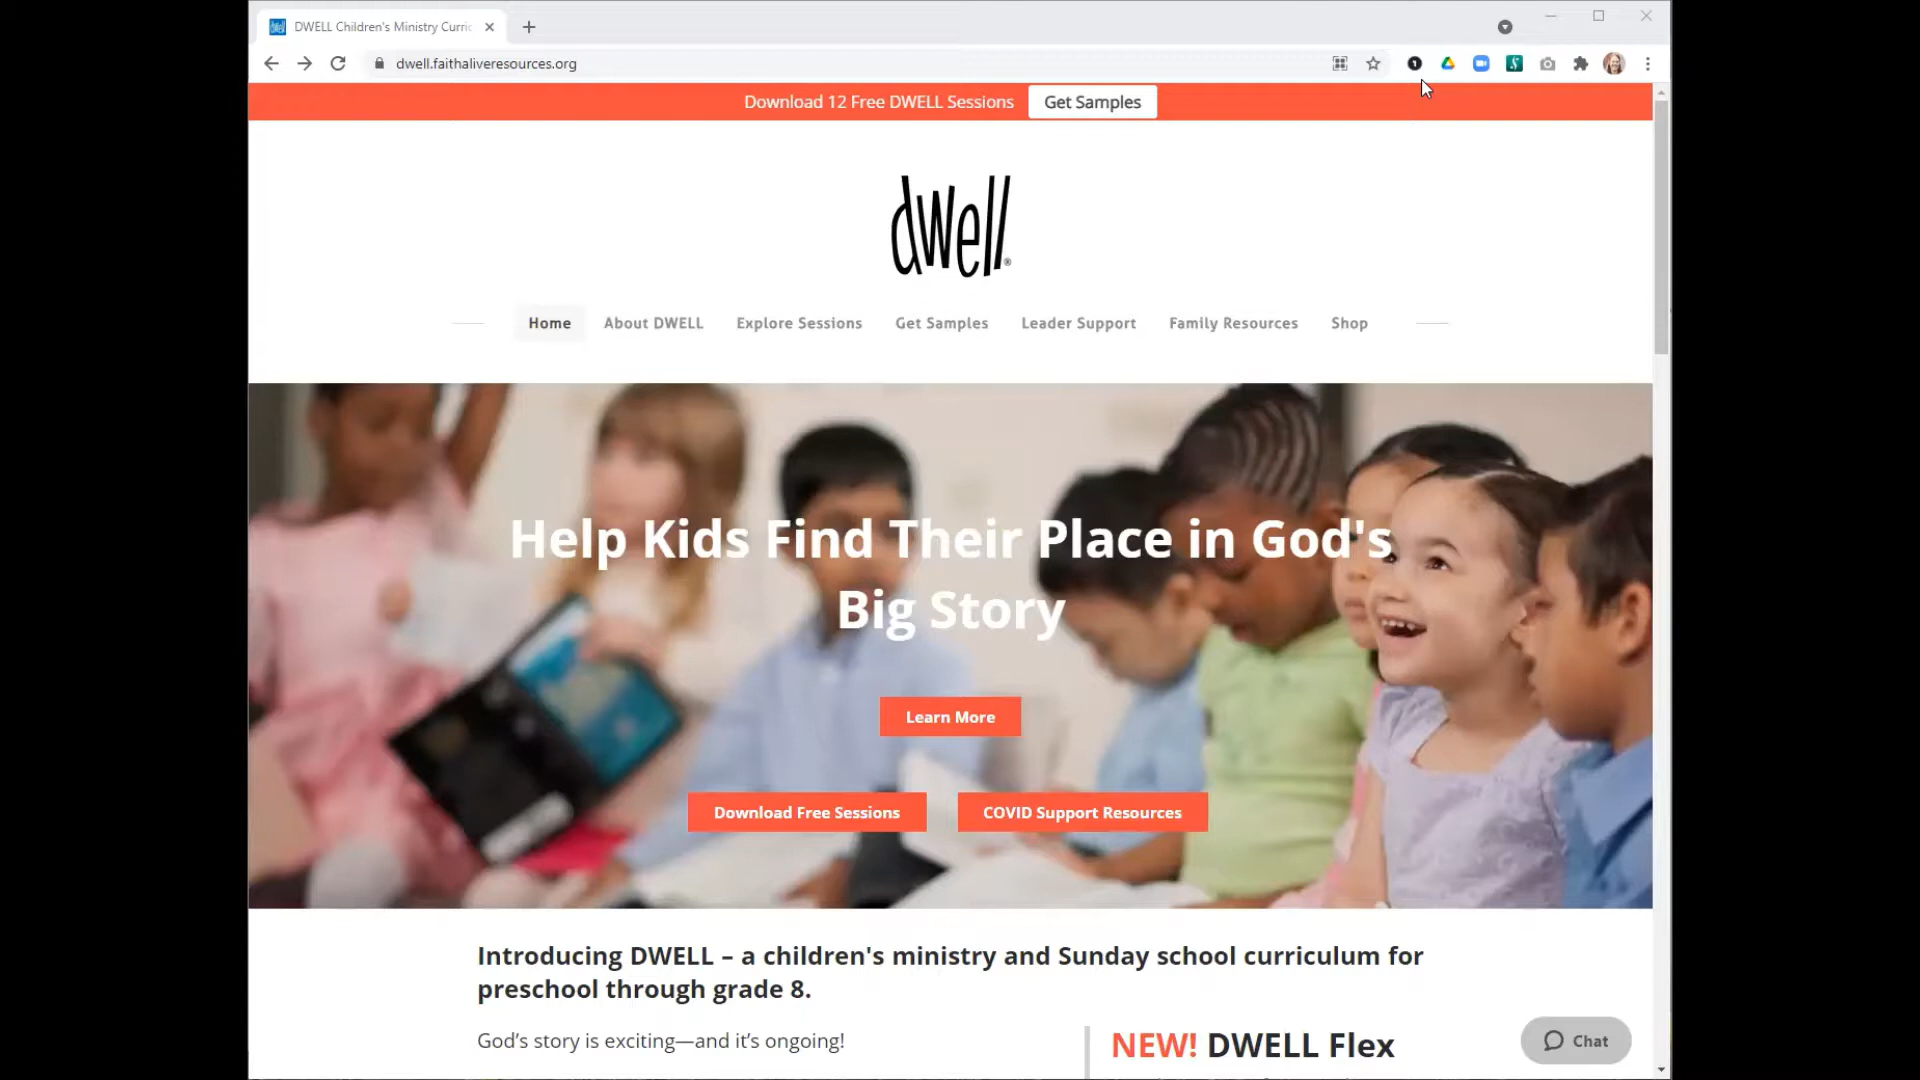 DWELL Children's Ministry Curric
dwell.faithaliveresources.org
Download 12 Free DWELL Sessions
Get Samples
dwell®
Home
About DWELL
Explore Sessions
Get Samples
Leader Support
Family Resources
Shop
Help Kids Find Their Place in God's
Big Story
Learn More
Download Free Sessions
COVID Support Resources
Introducing DWELL – a children's ministry and Sunday school curriculum for
preschool through grade 8.
God's story is exciting—and it's ongoing!
NEW! DWELL Flex
Chat